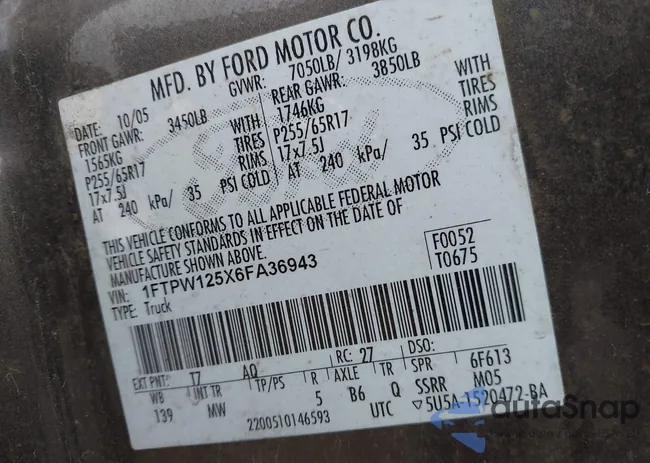 MFD. BY FORD MOTOR CO.
DATE: 10/05 GVWR: 7050LB/ 3198KG
FRONT GAWR: 3450LB REAR GAWR: 3850LB
1565KG WITH 1746KG WITH
P255/65R17 TIRES P255/65R17 TIRES
17x7.5J RIMS 17x7.5J RIMS
AT 240 kPa/ 35 PSI COLD AT 240 kPa/ 35 PSI COLD
THIS VEHICLE CONFORMS TO ALL APPLICABLE FEDERAL MOTOR
VEHICLE SAFETY STANDARDS IN EFFECT ON THE DATE OF
MANUFACTURE SHOWN ABOVE.
VIN: 1FTPW125X6FA36943 F0052
TYPE: Truck T0675
EXT PNT: T7 AQ RC: 27 DSO:
WB INT TR TP/PS R AXLE TR SPR 6F613
139 MW 5 B6 Q SSRR M05
2200510146593 UTC ▽5U5A-1520472-BA
autoSnap